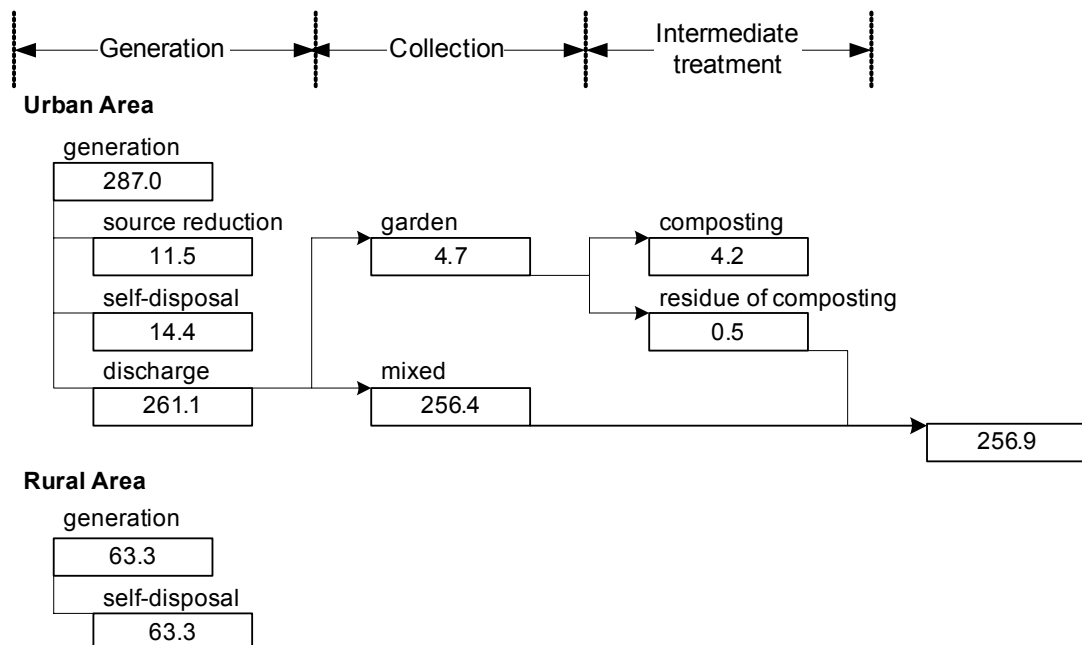 Generation
Collection
Intermediate
treatment
Urban Area
generation
287.0
source reduction
garden
composting
11.5
4.7
4.2
self-disposal
residue of composting
14.4
0.5
discharge
mixed
261.1
256.4
256.9
Rural Area
generation
63.3
self-disposal
63.3